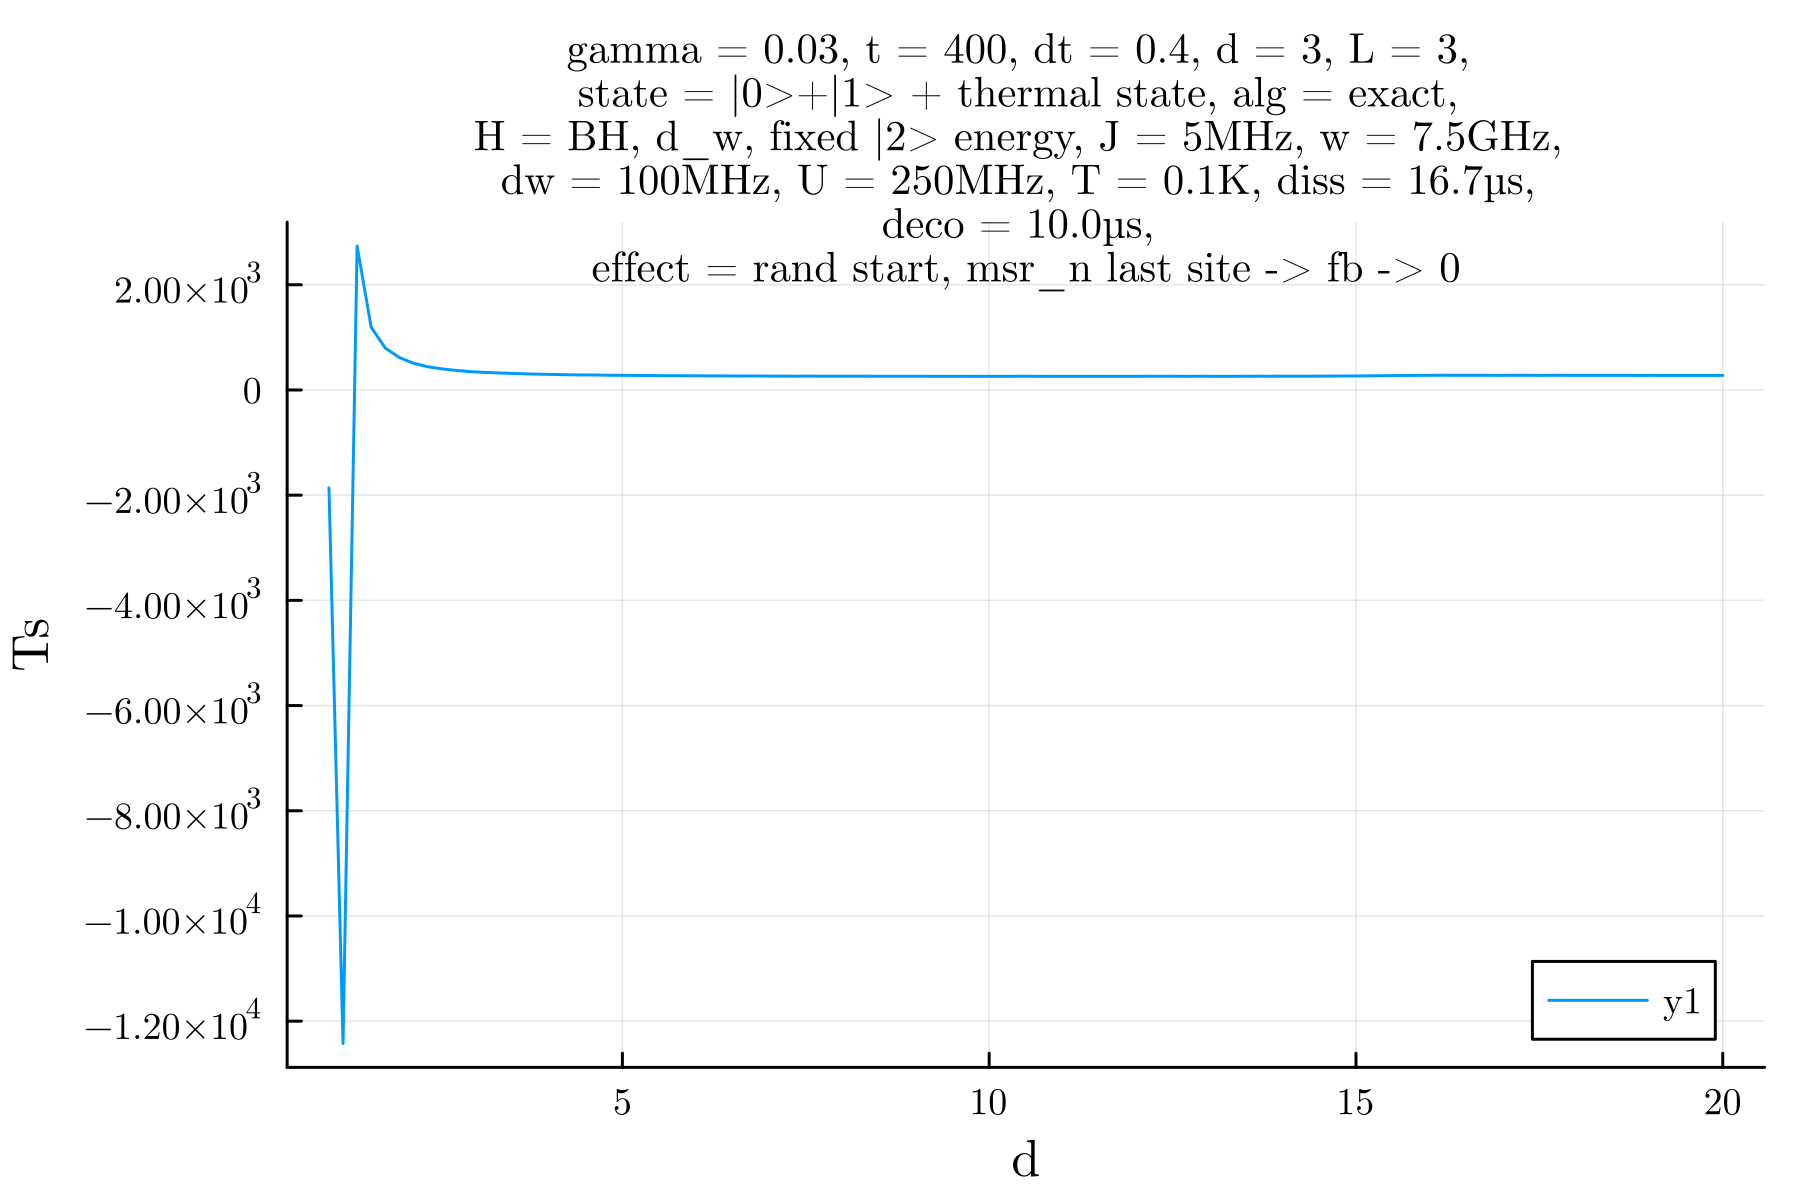 gamma = 0.03, t = 400, dt = 0.4, d = 3, L = 3,
state = |0>+|1> + thermal state, alg = exact,
H = BH, d_w, fixed |2> energy, J = 5MHz, w = 7.5GHz,
dw = 100MHz, U = 250MHz, T = 0.1K, diss = 16.7µs,
deco = 10.0µs,
effect = rand start, msr_n last site -> fb -> 0
2.00×10³
0
−2.00×10³
−4.00×10³
−6.00×10³
−8.00×10³
−1.00×10⁴
−1.20×10⁴
Ts
y1
5 10 15 20
d